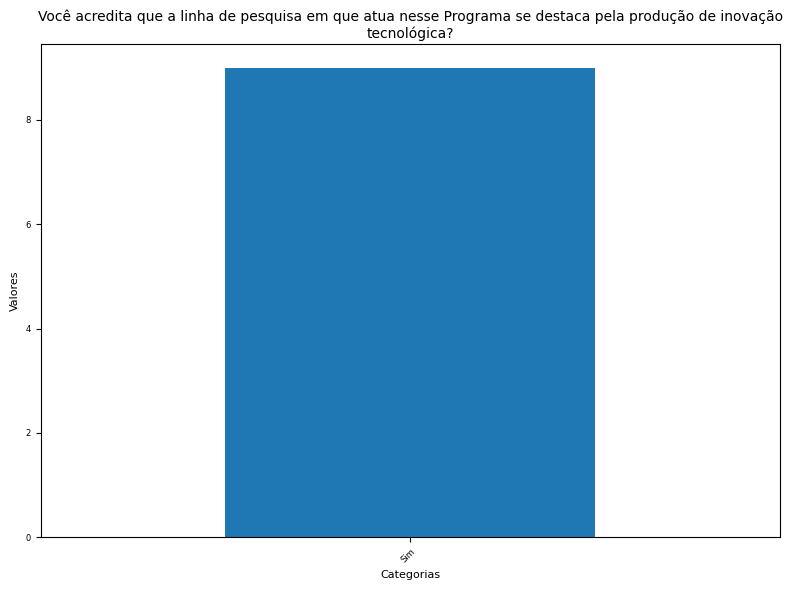 Você acredita que a linha de pesquisa em que atua nesse Programa se destaca pela produção de inovação
tecnológica?
Valores
8
6
4
2
0
Sim
Categorias